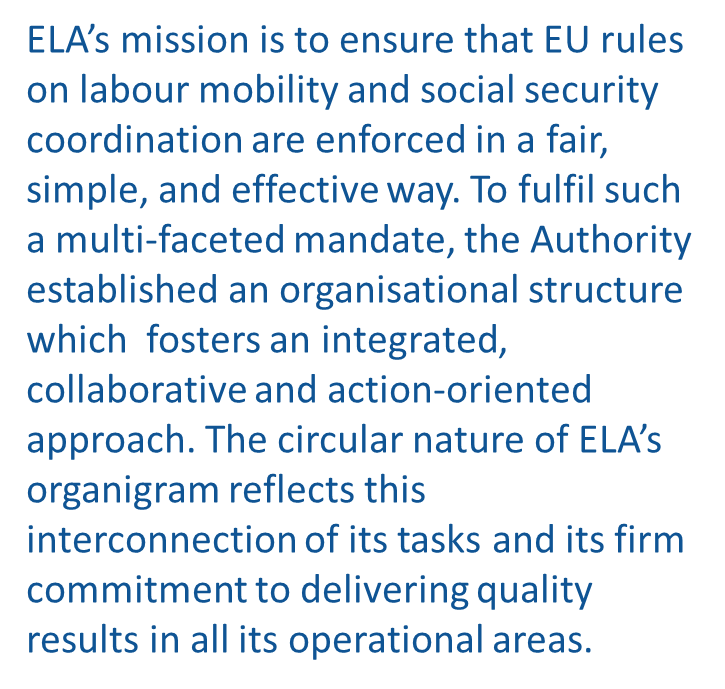 ELA’s mission is to ensure that EU rules
on labour mobility and social security
coordination are enforced in a fair,
simple, and effective way. To fulfil such
a multi-faceted mandate, the Authority
established an organisational structure
which  fosters an integrated,
collaborative and action-oriented
approach. The circular nature of ELA’s
organigram reflects this
interconnection of its tasks and its firm
commitment to delivering quality
results in all its operational areas.